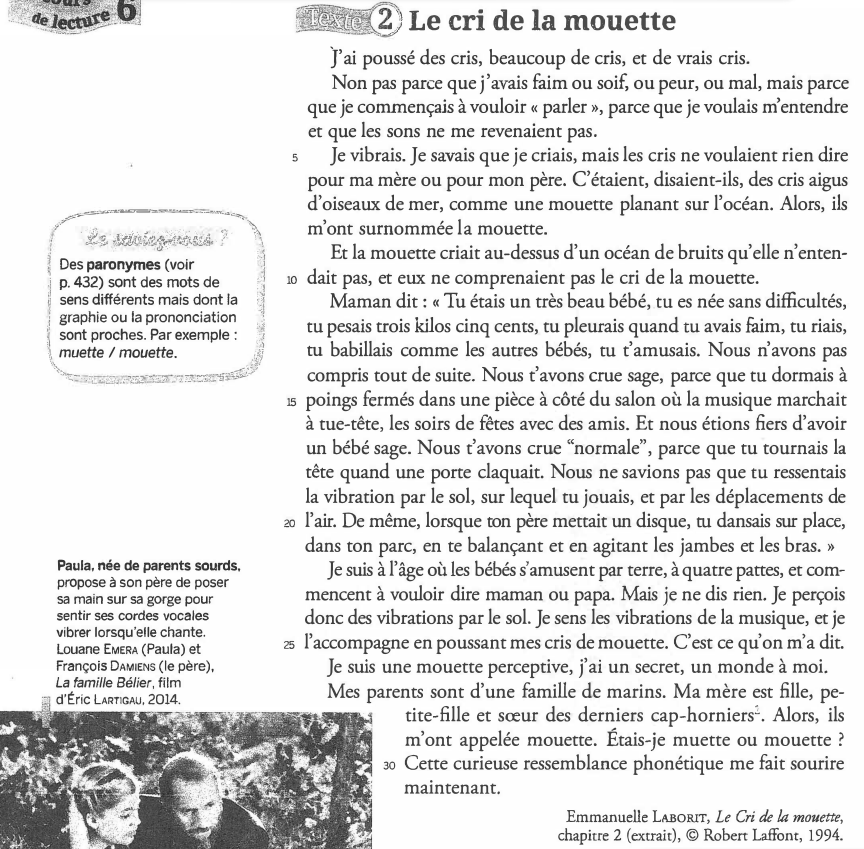 cours
de lecture 6
Texte 2 Le cri de la mouette
J'ai poussé des cris, beaucoup de cris, et de vrais cris.
Non pas parce que j'avais faim ou soif, ou peur, ou mal, mais parce
que je commençais à vouloir « parler », parce que je voulais m'entendre
et que les sons ne me revenaient pas.
5 Je vibrais. Je savais que je criais, mais les cris ne voulaient rien dire
pour ma mère ou pour mon père. C'étaient, disaient-ils, des cris aigus
d'oiseaux de mer, comme une mouette planant sur l'océan. Alors, ils
m'ont surnommée la mouette.
Et la mouette criait au-dessus d'un océan de bruits qu'elle n'enten-
10 dait pas, et eux ne comprenaient pas le cri de la mouette.
Maman dit : « Tu étais un très beau bébé, tu es née sans difficultés,
tu pesais trois kilos cinq cents, tu pleurais quand tu avais faim, tu riais,
tu babillais comme les autres bébés, tu t'amusais. Nous n'avons pas
compris tout de suite. Nous t'avons crue sage, parce que tu dormais à
15 poings fermés dans une pièce à côté du salon où la musique marchait
à tue-tête, les soirs de fêtes avec des amis. Et nous étions fiers d'avoir
un bébé sage. Nous t'avons crue “normale”, parce que tu tournais la
tête quand une porte claquait. Nous ne savions pas que tu ressentais
la vibration par le sol, sur lequel tu jouais, et par les déplacements de
20 l'air. De même, lorsque ton père mettait un disque, tu dansais sur place,
dans ton parc, en te balançant et en agitant les jambes et les bras. »
Je suis à l'âge où les bébés s'amusent par terre, à quatre pattes, et com-
mencent à vouloir dire maman ou papa. Mais je ne dis rien. Je perçois
donc des vibrations par le sol. Je sens les vibrations de la musique, et je
25 l'accompagne en poussant mes cris de mouette. C'est ce qu'on m'a dit.
Je suis une mouette perceptive, j'ai un secret, un monde à moi.
Mes parents sont d'une famille de marins. Ma mère est fille, pe-
tite-fille et sœur des derniers cap-horniers. Alors, ils
m'ont appelée mouette. Étais-je muette ou mouette ?
30 Cette curieuse ressemblance phonétique me fait sourire
maintenant.
Emmanuelle LABORIT, Le Cri de la mouette,
chapitre 2 (extrait), © Robert Laffont, 1994.
Le saviez-vous ?
Des paronymes (voir
p. 432) sont des mots de
sens différents mais dont la
graphie ou la prononciation
sont proches. Par exemple :
muette / mouette.
Paula, née de parents sourds,
propose à son père de poser
sa main sur sa gorge pour
sentir ses cordes vocales
vibrer lorsqu'elle chante.
Louane EMERA (Paula) et
François DAMIENS (le père),
La famille Bélier, film
d'Éric LARTIGAU, 2014.